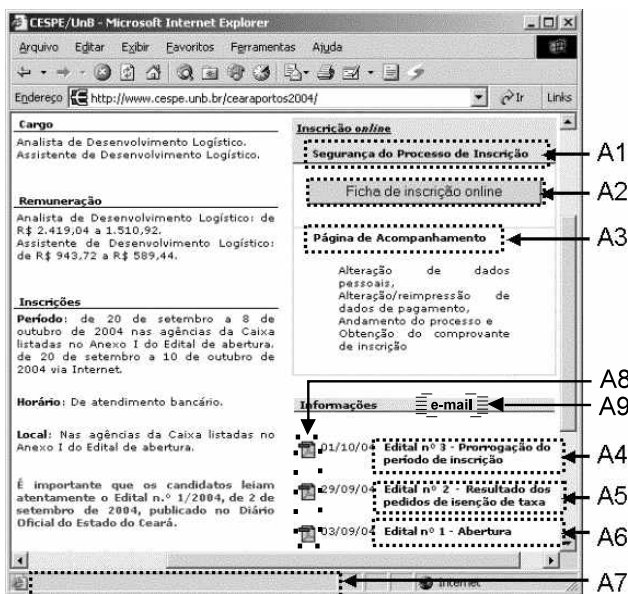 CESPE/UnB - Microsoft Internet Explorer
Arquivo Editar Exibir Favoritos Ferramentas Ajuda
Endereço http://www.cespe.unb.br/cearaportos2004/ Ir Links
Cargo
Analista de Desenvolvimento Logístico.
Assistente de Desenvolvimento Logístico.
Remuneração
Analista de Desenvolvimento Logístico: de
R$ 2.419,04 a 1.510,92.
Assistente de Desenvolvimento Logístico:
de R$ 943,72 a R$ 589,44.
Inscrições
Período: de 20 de setembro a 8 de
outubro de 2004 nas agências da Caixa
listadas no Anexo I do Edital de abertura.
de 20 de setembro a 10 de outubro de
2004 via Internet.
Horário: De atendimento bancário.
Local: Nas agências da Caixa listadas no
Anexo I do Edital de abertura.
É importante que os candidatos leiam
atentamente o Edital n.º 1/2004, de 2 de
setembro de 2004, publicado no Diário
Oficial do Estado do Ceará.
Inscrição online
Segurança do Processo de Inscrição
A1
Ficha de inscrição online
A2
Página de Acompanhamento
A3
Alteração de dados
pessoais,
Alteração/reimpressão de
dados de pagamento,
Andamento do processo e
Obtenção do comprovante
de inscrição
A8
Informações e-mail
A9
01/10/04 Edital nº 3 - Prorrogação do
período de inscrição
A4
29/09/04 Edital nº 2 - Resultado dos
pedidos de isenção de taxa
A5
03/09/04 Edital nº 1 - Abertura
A6
Internet
A7